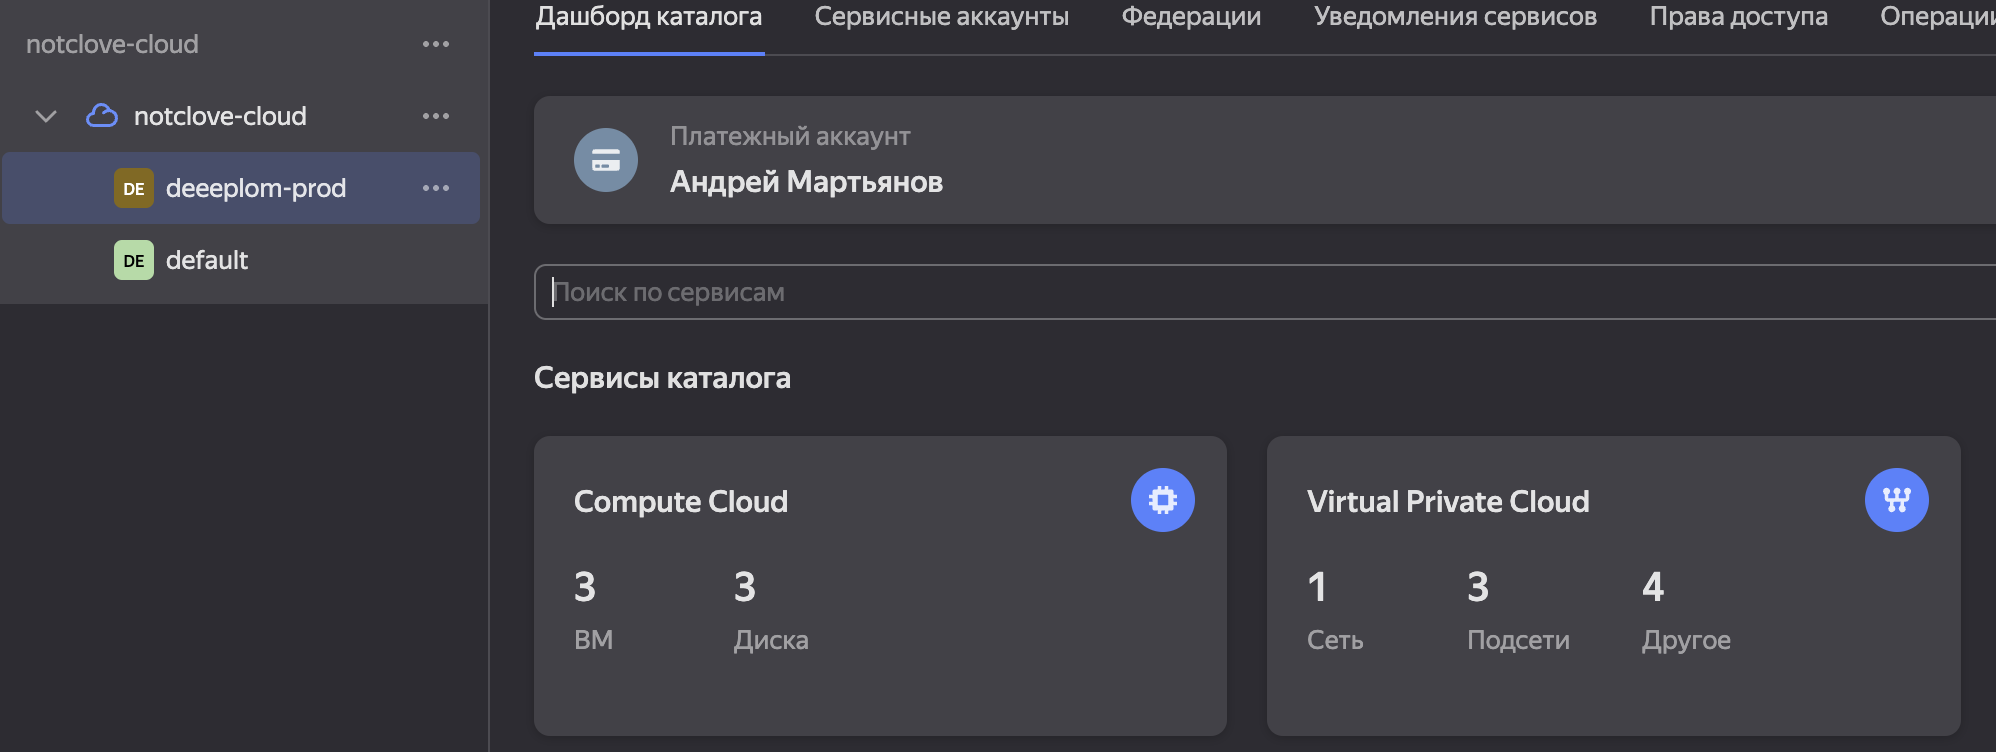 notclove-cloud
notclove-cloud
DE deeeplom-prod
DE default
Дашборд каталога Сервисные аккаунты Федерации Уведомления сервисов Права доступа Операции
Платежный аккаунт
Андрей Мартьянов
Поиск по сервисам
Сервисы каталога
Compute Cloud
3 3
ВМ Диска
Virtual Private Cloud
1 3 4
Сеть Подсети Другое